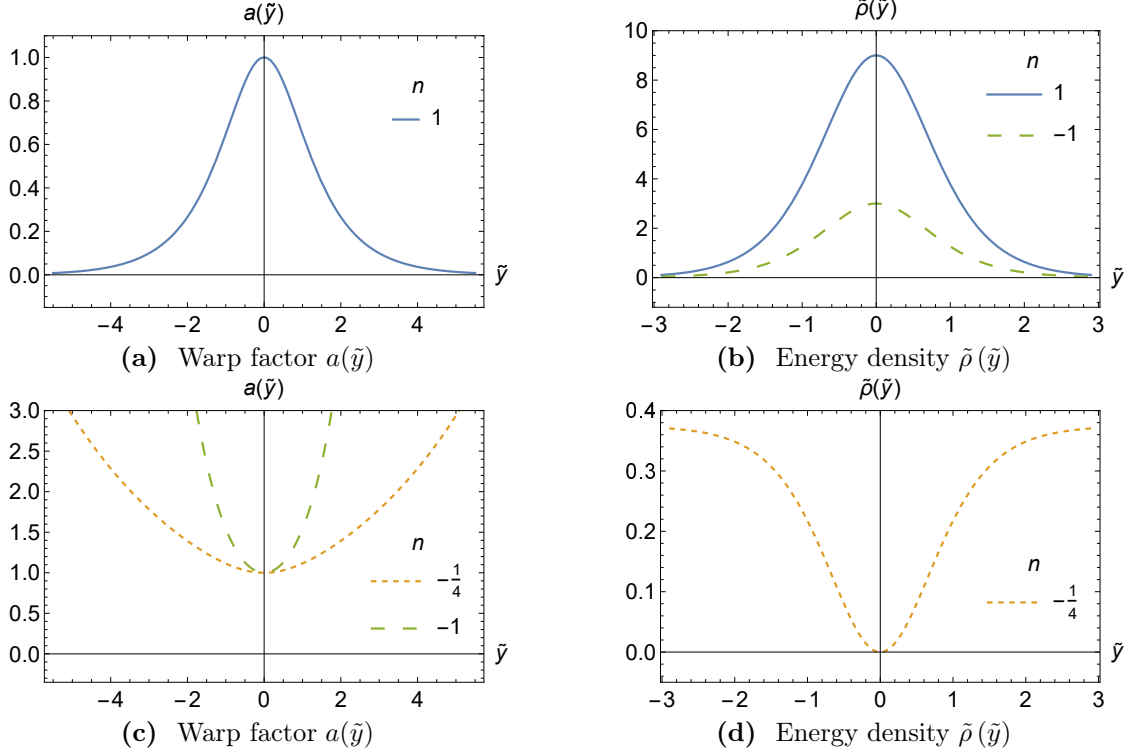 a(ỹ)
1.0
0.8
0.6
0.4
0.2
0.0
n
1
ỹ
−4 −2 0 2 4
(a) Warp factor a(ỹ)
ρ̃(ỹ)
10
8
6
4
2
0
n
1
−1
ỹ
−3 −2 −1 0 1 2 3
(b) Energy density ρ̃(ỹ)
a(ỹ)
3.0
2.5
2.0
1.5
1.0
0.5
0.0
n
−1/4
−1
ỹ
−4 −2 0 2 4
(c) Warp factor a(ỹ)
ρ̃(ỹ)
0.4
0.3
0.2
0.1
0.0
n
−1/4
ỹ
−3 −2 −1 0 1 2 3
(d) Energy density ρ̃(ỹ)